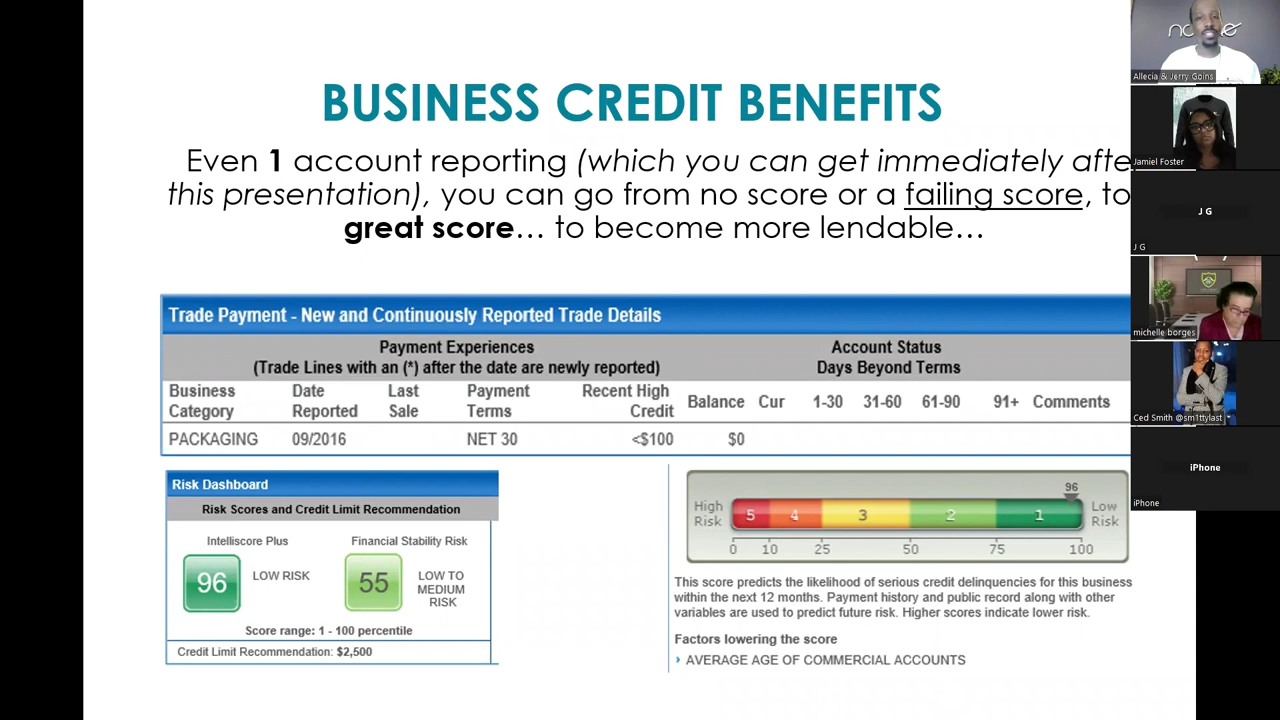 BUSINESS CREDIT BENEFITS
Even 1 account reporting (which you can get immediately afte
this presentation), you can go from no score or a failing score, to
great score… to become more lendable…
Trade Payment - New and Continuously Reported Trade Details
Payment Experiences
(Trade Lines with an (*) after the date are newly reported)
Account Status
Days Beyond Terms
Business Category
Date Reported
Last Sale
Payment Terms
Recent High Credit
Balance
Cur
1-30
31-60
61-90
91+
Comments
PACKAGING 09/2016 NET 30 <$100 $0
Risk Dashboard
Risk Scores and Credit Limit Recommendation
Intelliscore Plus
96
LOW RISK
Financial Stability Risk
55
LOW TO
MEDIUM
RISK
Score range: 1 - 100 percentile
Credit Limit Recommendation: $2,500
96
High
Risk
5 4 3 2 1
Low
Risk
0 10 25 50 75 100
This score predicts the likelihood of serious credit delinquencies for this business
within the next 12 months. Payment history and public record along with other
variables are used to predict future risk. Higher scores indicate lower risk.
Factors lowering the score
› AVERAGE AGE OF COMMERCIAL ACCOUNTS
Allecia & Jerry Goins
Jamiel Foster
J G
J G
michelle borges
Ced Smith @sm1ttylast
iPhone
iPhone